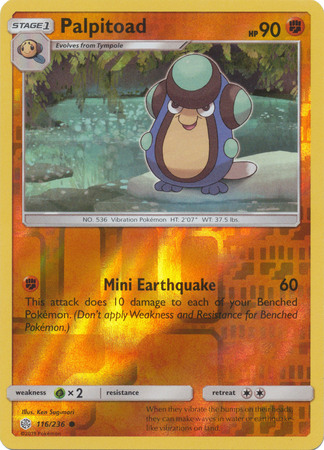 STAGE 1 Palpitoad HP 90
Evolves from Tympole
NO. 536 Vibration Pokémon HT: 2'07" WT: 37.5 lbs.
Mini Earthquake 60
This attack does 10 damage to each of your Benched
Pokémon. (Don't apply Weakness and Resistance for Benched
Pokémon.)
weakness ×2 resistance retreat
Illus. Ken Sugimori
116/236
When they vibrate the bumps on their heads,
they can make waves in water or earthquake-
like vibrations on land.